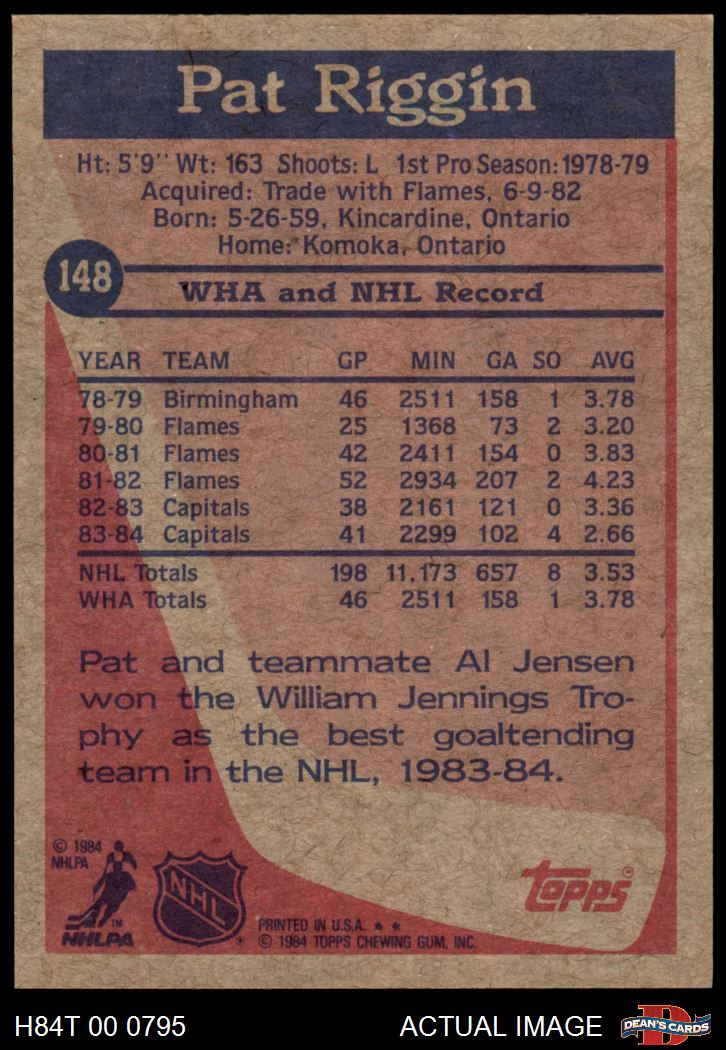 Pat Riggin
Ht: 5'9" Wt: 163 Shoots: L 1st Pro Season: 1978-79
Acquired: Trade with Flames, 6-9-82
Born: 5-26-59, Kincardine, Ontario
Home: Komoka, Ontario
148
WHA and NHL Record
YEAR TEAM GP MIN GA SO AVG
78-79 Birmingham 46 2511 158 1 3.78
79-80 Flames 25 1368 73 2 3.20
80-81 Flames 42 2411 154 0 3.83
81-82 Flames 52 2934 207 2 4.23
82-83 Capitals 38 2161 121 0 3.36
83-84 Capitals 41 2299 102 4 2.66
NHL Totals 198 11,173 657 8 3.53
WHA Totals 46 2511 158 1 3.78
Pat and teammate Al Jensen
won the William Jennings Tro-
phy as the best goaltending
team in the NHL, 1983-84.
© 1984
NHLPA
TM
NHLPA
NHL
®
PRINTED IN U.S.A. * *
© 1984 TOPPS CHEWING GUM, INC.
topps®
H84T 00 0795
ACTUAL IMAGE
D
DEAN'S CARDS